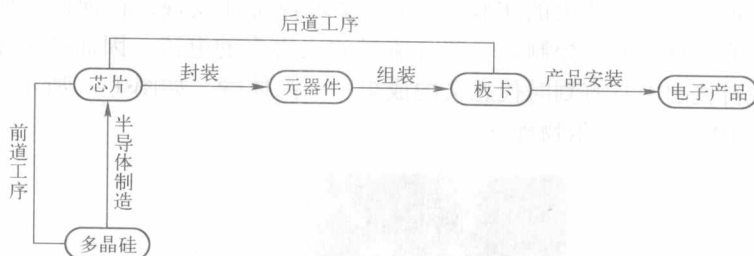 后道工序
芯片
封装
元器件
组装
板卡
产品安装
电子产品
前道工序
半导体制造
多晶硅